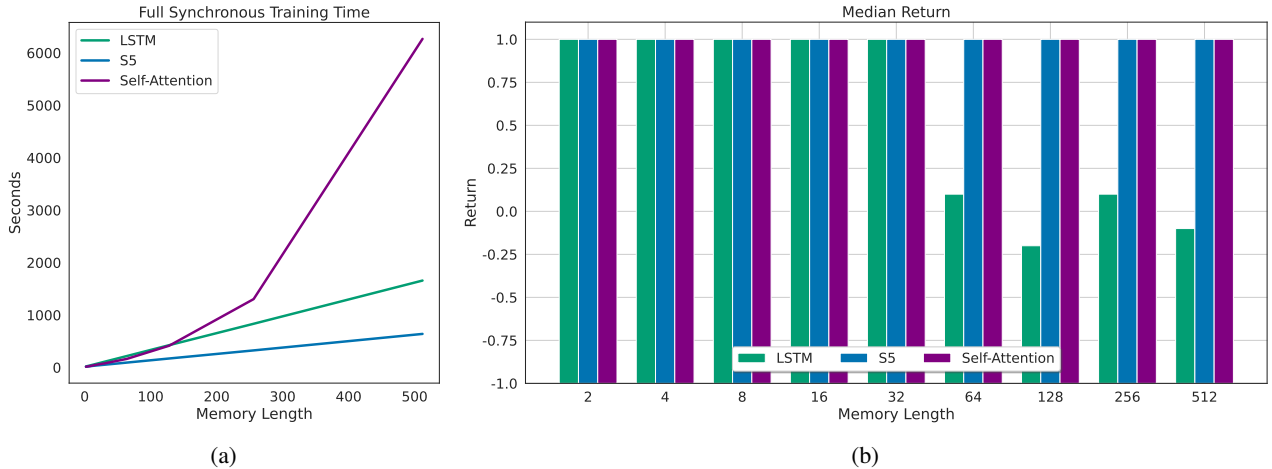 Full Synchronous Training Time
LSTM
S5
Self-Attention
6000
5000
4000
3000
2000
1000
0
Seconds
0 100 200 300 400 500
Memory Length
(a)
Median Return
1.0
0.75
0.5
0.25
0.0
-0.25
-0.5
-0.75
-1.0
Return
LSTM S5 Self-Attention
2 4 8 16 32 64 128 256 512
Memory Length
(b)